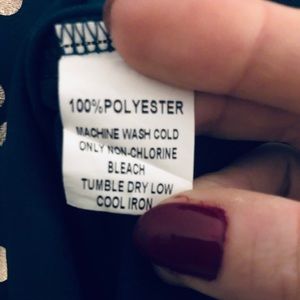 100%POLYESTER
MACHINE WASH COLD
ONLY NON-CHLORINE
BLEACH
TUMBLE DRY LOW
COOL IRON